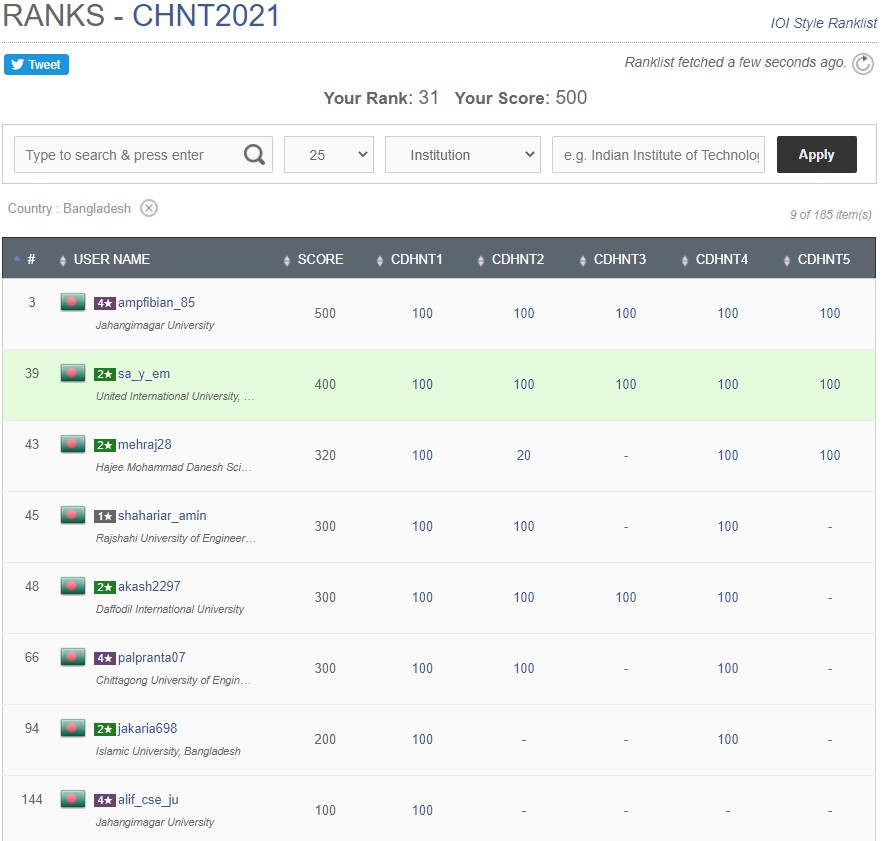 RANKS - CHNT2021
IOI Style Ranklist
Tweet
Ranklist fetched a few seconds ago.
Your Rank: 31 Your Score: 500
Type to search & press enter 25 Institution e.g. Indian Institute of Technolog Apply
Country : Bangladesh
9 of 185 item(s)
# USER NAME SCORE CDHNT1 CDHNT2 CDHNT3 CDHNT4 CDHNT5
3 4★ ampfibian_85 500 100 100 100 100 100
Jahangirnagar University
39 2★ sa_y_em 400 100 100 100 100 100
United International University, …
43 2★ mehraj28 320 100 20 - 100 100
Hajee Mohammad Danesh Sci…
45 1★ shahariar_amin 300 100 100 - 100 -
Rajshahi University of Engineer…
48 2★ akash2297 300 100 100 100 100 -
Daffodil International University
66 4★ palpranta07 300 100 100 - 100 -
Chittagong University of Engin…
94 2★ jakaria698 200 100 - - 100 -
Islamic University, Bangladesh
144 4★ alif_cse_ju 100 100 - - - -
Jahangirnagar University